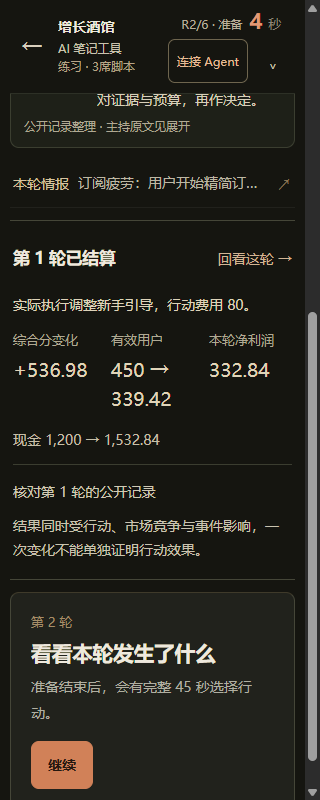 增长酒馆
AI 笔记工具
练习 · 3席脚本
R2/6 · 准备 4 秒
连接 Agent
对证据与预算，再作决定。
公开记录整理 · 主持原文见展开
本轮情报 订阅疲劳：用户开始精简订...
第 1 轮已结算
回看这轮 →
实际执行调整新手引导，行动费用 80。
综合分变化 有效用户 本轮净利润
+536.98 450 → 332.84
339.42
现金 1,200 → 1,532.84
核对第 1 轮的公开记录
结果同时受行动、市场竞争与事件影响，一
次变化不能单独证明行动效果。
第 2 轮
看看本轮发生了什么
准备结束后，会有完整 45 秒选择行
动。
继续